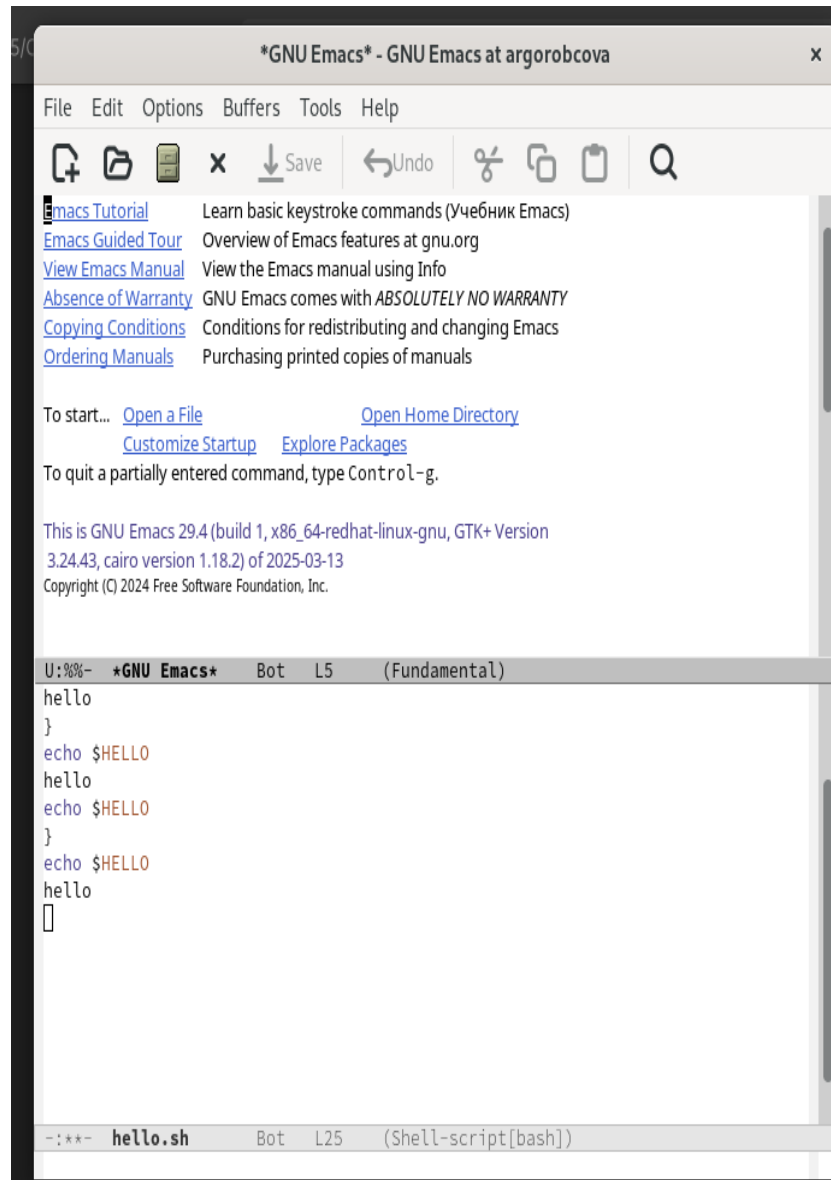 5/C
*GNU Emacs* - GNU Emacs at argorobcova
File Edit Options Buffers Tools Help
Save Undo
Emacs Tutorial Learn basic keystroke commands (Учебник Emacs)
Emacs Guided Tour Overview of Emacs features at gnu.org
View Emacs Manual View the Emacs manual using Info
Absence of Warranty GNU Emacs comes with ABSOLUTELY NO WARRANTY
Copying Conditions Conditions for redistributing and changing Emacs
Ordering Manuals Purchasing printed copies of manuals
To start... Open a File Open Home Directory
Customize Startup Explore Packages
To quit a partially entered command, type Control-g.
This is GNU Emacs 29.4 (build 1, x86_64-redhat-linux-gnu, GTK+ Version
3.24.43, cairo version 1.18.2) of 2025-03-13
Copyright (C) 2024 Free Software Foundation, Inc.
U:%%- *GNU Emacs* Bot L5 (Fundamental)
hello
}
echo $HELLO
hello
echo $HELLO
}
echo $HELLO
hello
-:**- hello.sh Bot L25 (Shell-script[bash])